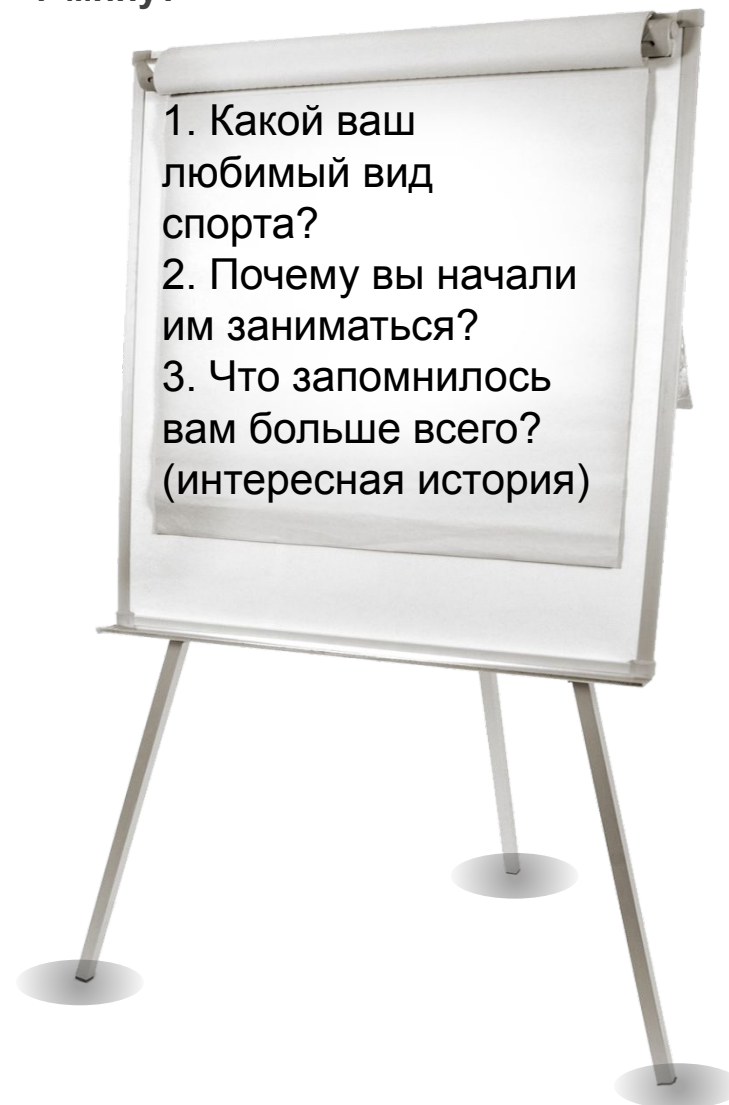 1. Какой ваш
любимый вид
спорта?
2. Почему вы начали
им заниматься?
3. Что запомнилось
вам больше всего?
(интересная история)